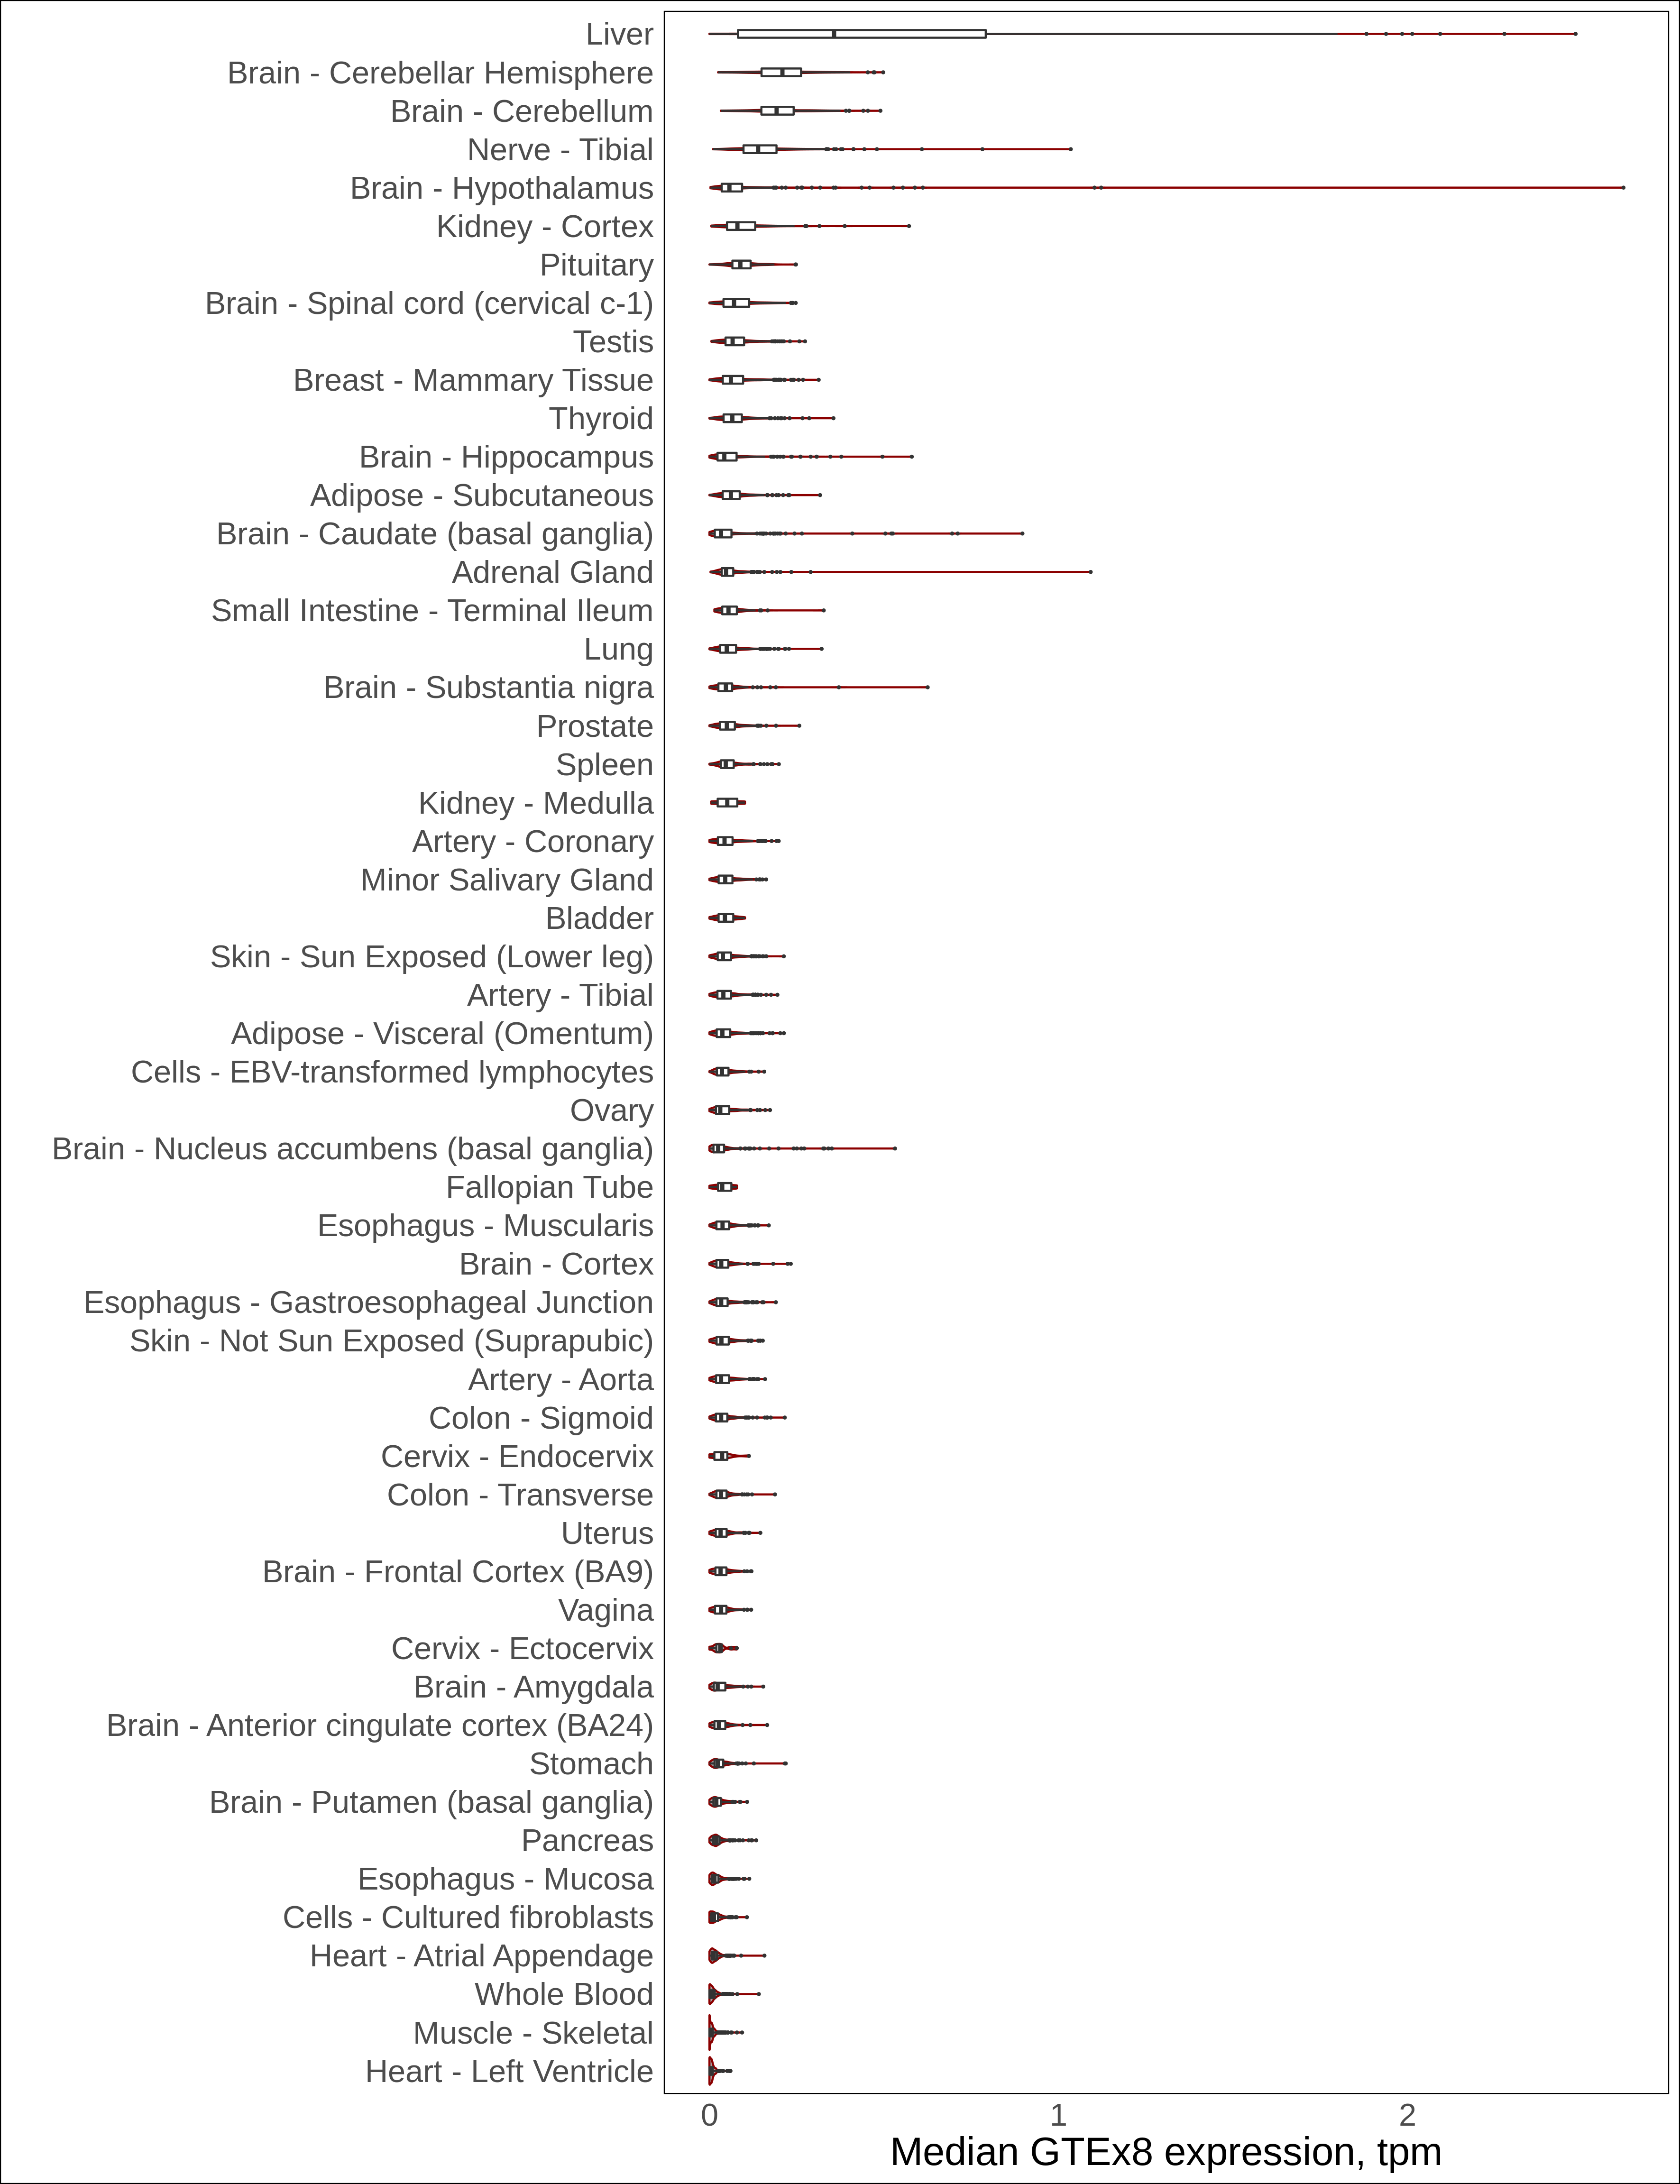 Liver
Brain - Cerebellar Hemisphere
Brain - Cerebellum
Nerve - Tibial
Brain - Hypothalamus
Kidney - Cortex
Pituitary
Brain - Spinal cord (cervical c-1)
Testis
Breast - Mammary Tissue
Thyroid
Brain - Hippocampus
Adipose - Subcutaneous
Brain - Caudate (basal ganglia)
Adrenal Gland
Small Intestine - Terminal Ileum
Lung
Brain - Substantia nigra
Prostate
Spleen
Kidney - Medulla
Artery - Coronary
Minor Salivary Gland
Bladder
Skin - Sun Exposed (Lower leg)
Artery - Tibial
Adipose - Visceral (Omentum)
Cells - EBV-transformed lymphocytes
Ovary
Brain - Nucleus accumbens (basal ganglia)
Fallopian Tube
Esophagus - Muscularis
Brain - Cortex
Esophagus - Gastroesophageal Junction
Skin - Not Sun Exposed (Suprapubic)
Artery - Aorta
Colon - Sigmoid
Cervix - Endocervix
Colon - Transverse
Uterus
Brain - Frontal Cortex (BA9)
Vagina
Cervix - Ectocervix
Brain - Amygdala
Brain - Anterior cingulate cortex (BA24)
Stomach
Brain - Putamen (basal ganglia)
Pancreas
Esophagus - Mucosa
Cells - Cultured fibroblasts
Heart - Atrial Appendage
Whole Blood
Muscle - Skeletal
Heart - Left Ventricle
0 1 2
Median GTEx8 expression, tpm